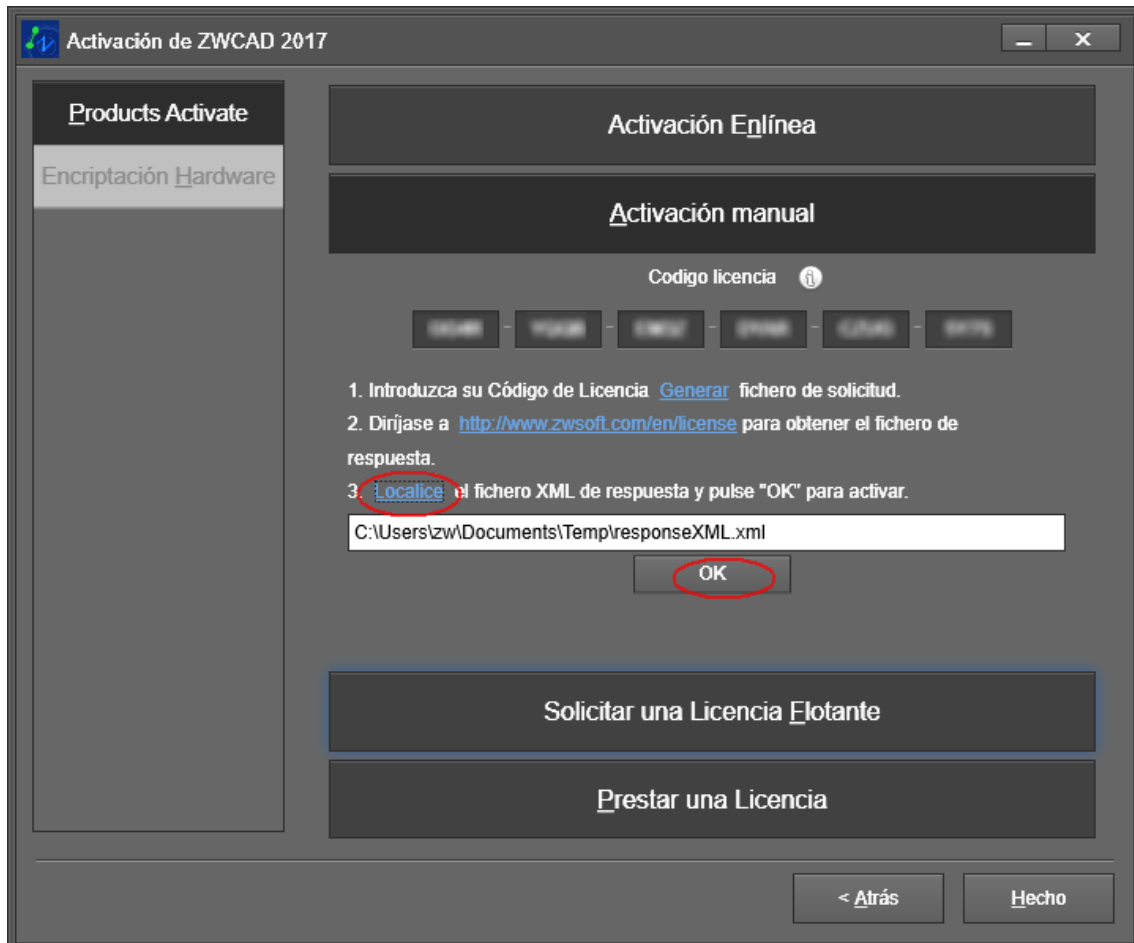 Activación de ZWCAD 2017
Products Activate
Encriptación Hardware
Activación Enlínea
Activación manual
Codigo licencia
1. Introduzca su Código de Licencia Generar fichero de solicitud.
2. Diríjase a http://www.zwsoft.com/en/license para obtener el fichero de
respuesta.
3. Localice el fichero XML de respuesta y pulse "OK" para activar.
C:\Users\zw\Documents\Temp\responseXML.xml
OK
Solicitar una Licencia Flotante
Prestar una Licencia
< Atrás
Hecho